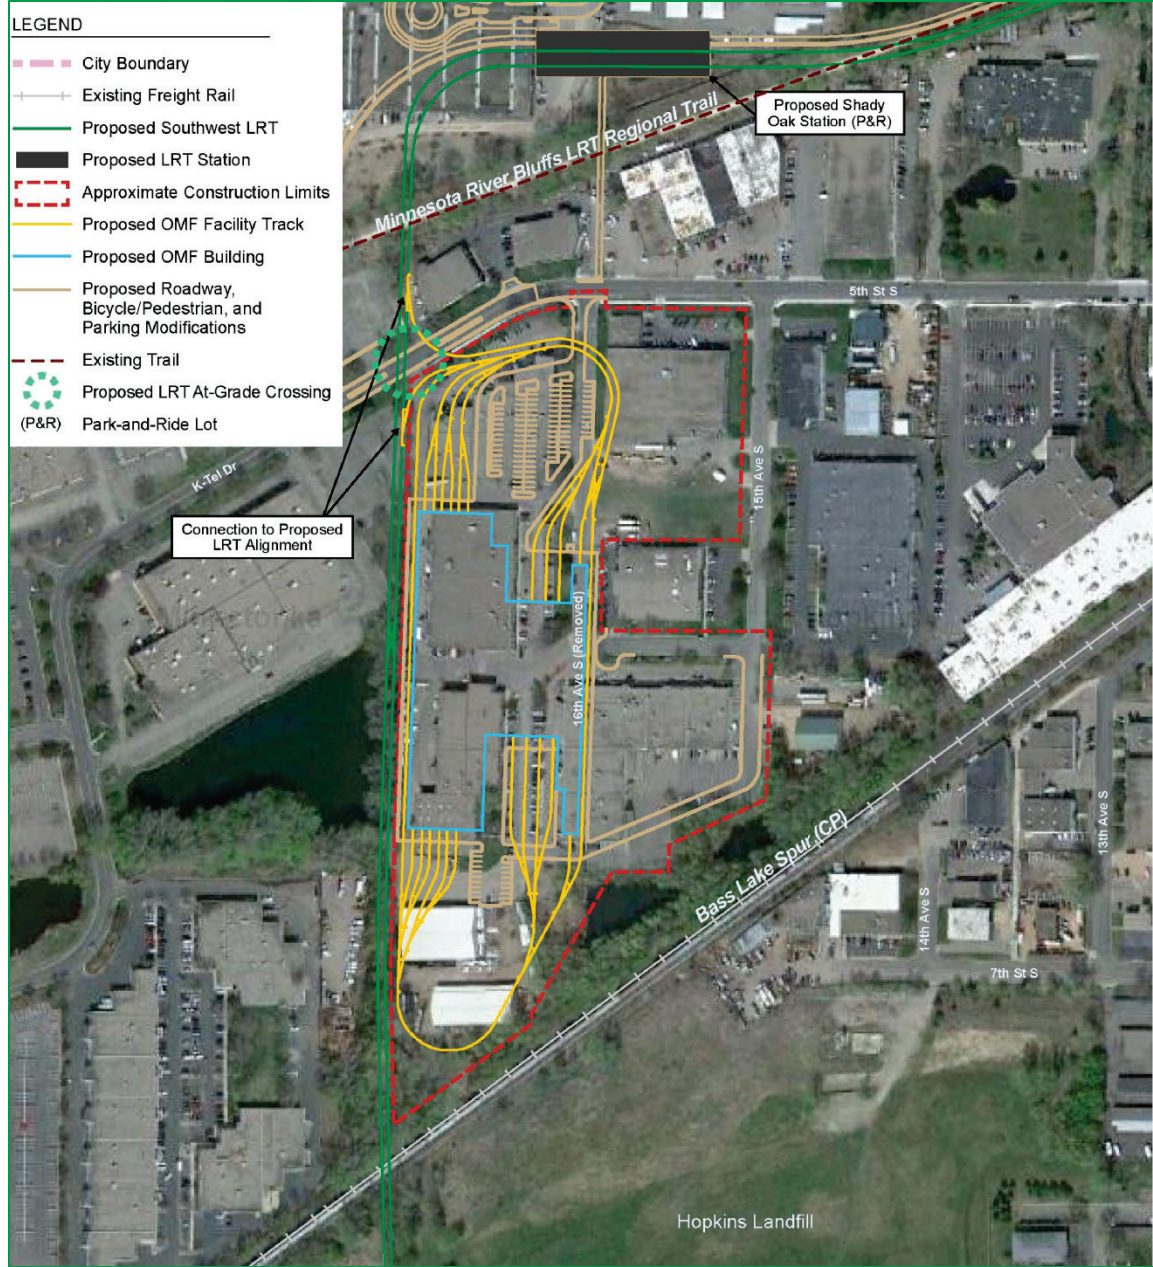 LEGEND
City Boundary
Existing Freight Rail
Proposed Southwest LRT
Proposed LRT Station
Approximate Construction Limits
Proposed OMF Facility Track
Proposed OMF Building
Proposed Roadway,
Bicycle/Pedestrian, and
Parking Modifications
Existing Trail
Proposed LRT At-Grade Crossing
(P&R) Park-and-Ride Lot
Proposed Shady
Oak Station (P&R)
Minnesota River Bluffs LRT Regional Trail
5th St S
K-Tel Dr
15th Ave S
Connection to Proposed
LRT Alignment
16th Ave S (Removed)
Bass Lake Spur (CP)
13th Ave S
14th Ave S
7th St S
Hopkins Landfill